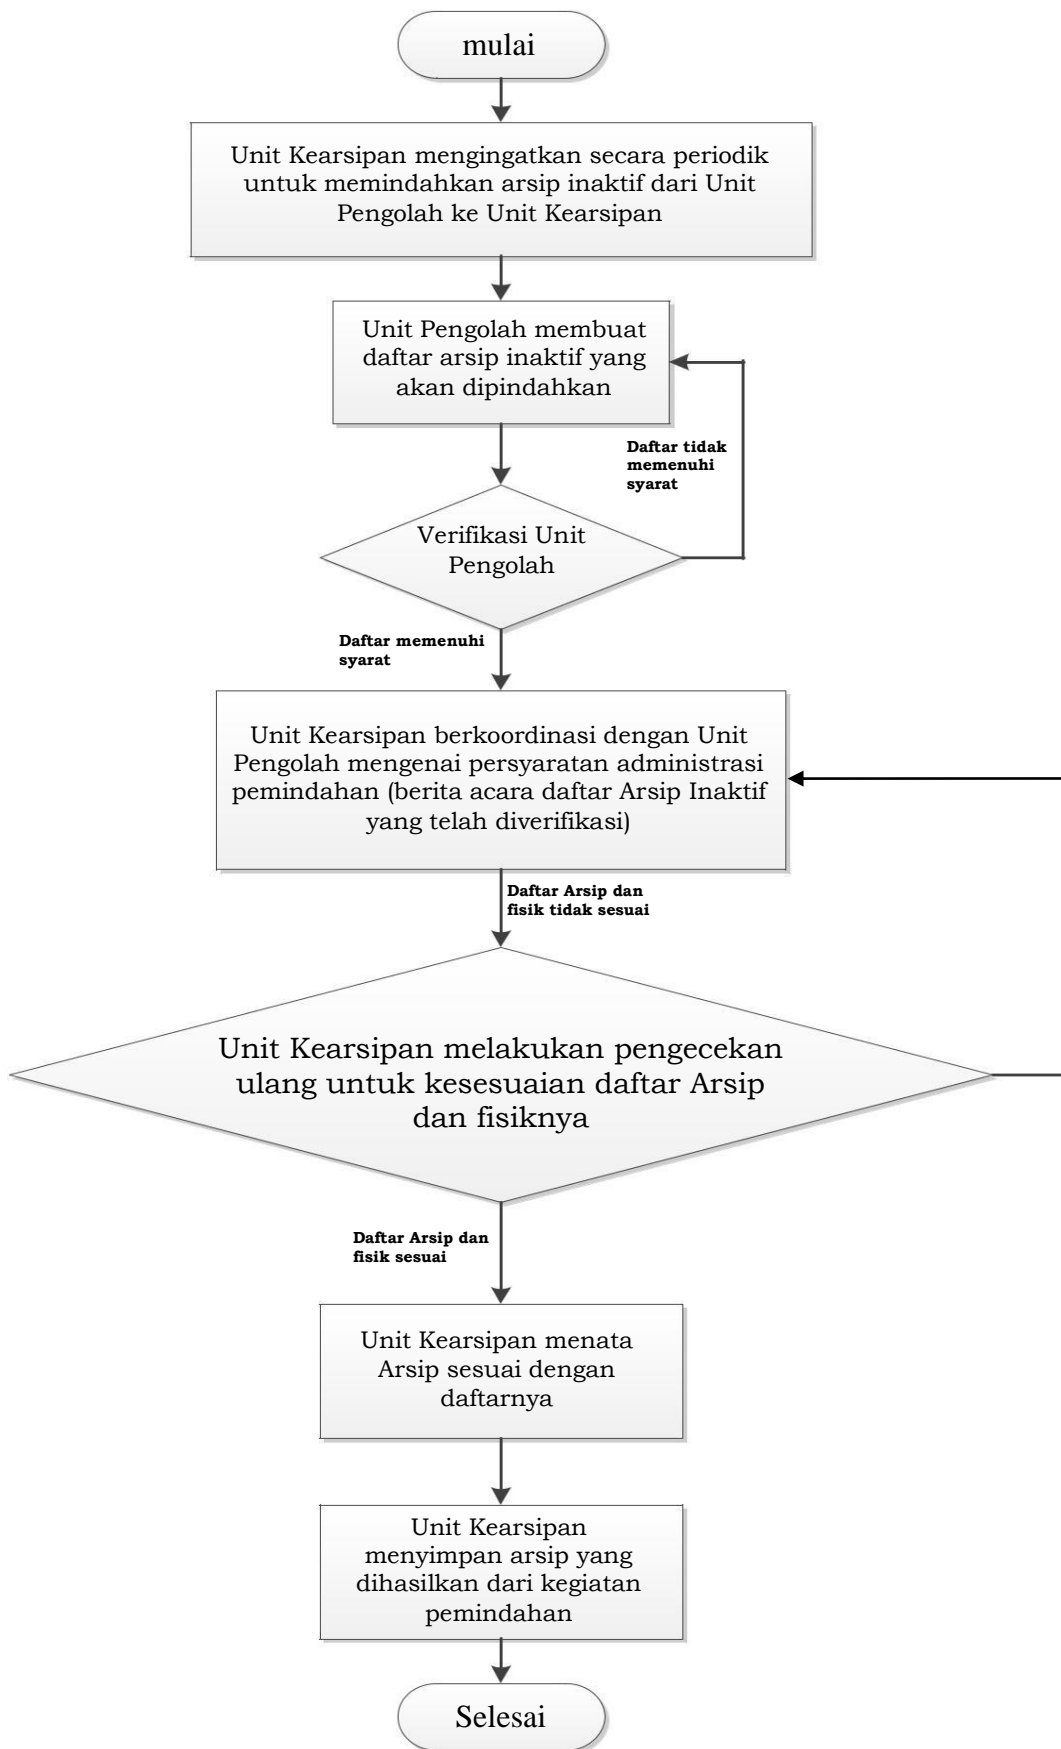 mulai
Unit Kearsipan mengingatkan secara periodik
untuk memindahkan arsip inaktif dari Unit
Pengolah ke Unit Kearsipan
Unit Pengolah membuat
daftar arsip inaktif yang
akan dipindahkan
Daftar tidak
memenuhi
syarat
Verifikasi Unit
Pengolah
Daftar memenuhi
syarat
Unit Kearsipan berkoordinasi dengan Unit
Pengolah mengenai persyaratan administrasi
pemindahan (berita acara daftar Arsip Inaktif
yang telah diverifikasi)
Daftar Arsip dan
fisik tidak sesuai
Unit Kearsipan melakukan pengecekan
ulang untuk kesesuaian daftar Arsip
dan fisiknya
Daftar Arsip dan
fisik sesuai
Unit Kearsipan menata
Arsip sesuai dengan
daftarnya
Unit Kearsipan
menyimpan arsip yang
dihasilkan dari kegiatan
pemindahan
Selesai